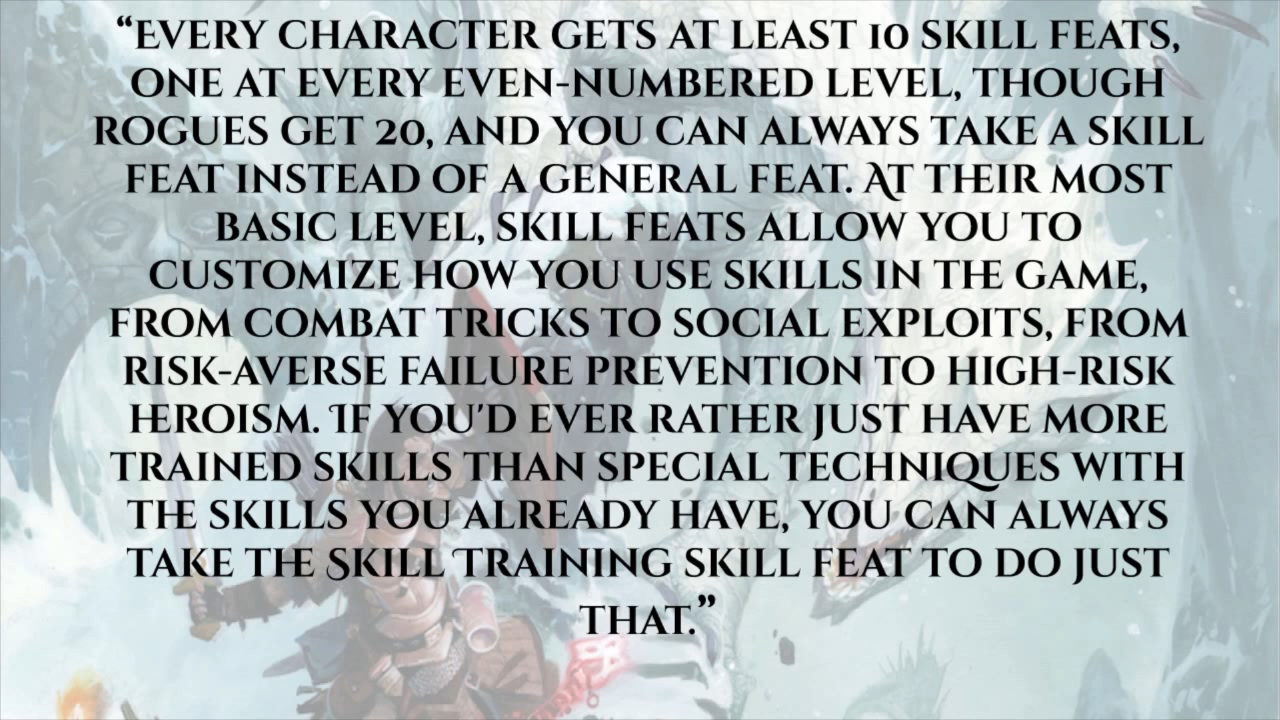 “Every character gets at least 10 skill feats,
one at every even-numbered level, though
rogues get 20, and you can always take a skill
feat instead of a general feat. At their most
basic level, skill feats allow you to
customize how you use skills in the game,
from combat tricks to social exploits, from
risk-averse failure prevention to high-risk
heroism. If you'd ever rather just have more
trained skills than special techniques with
the skills you already have, you can always
take the Skill Training skill feat to do just
that.”